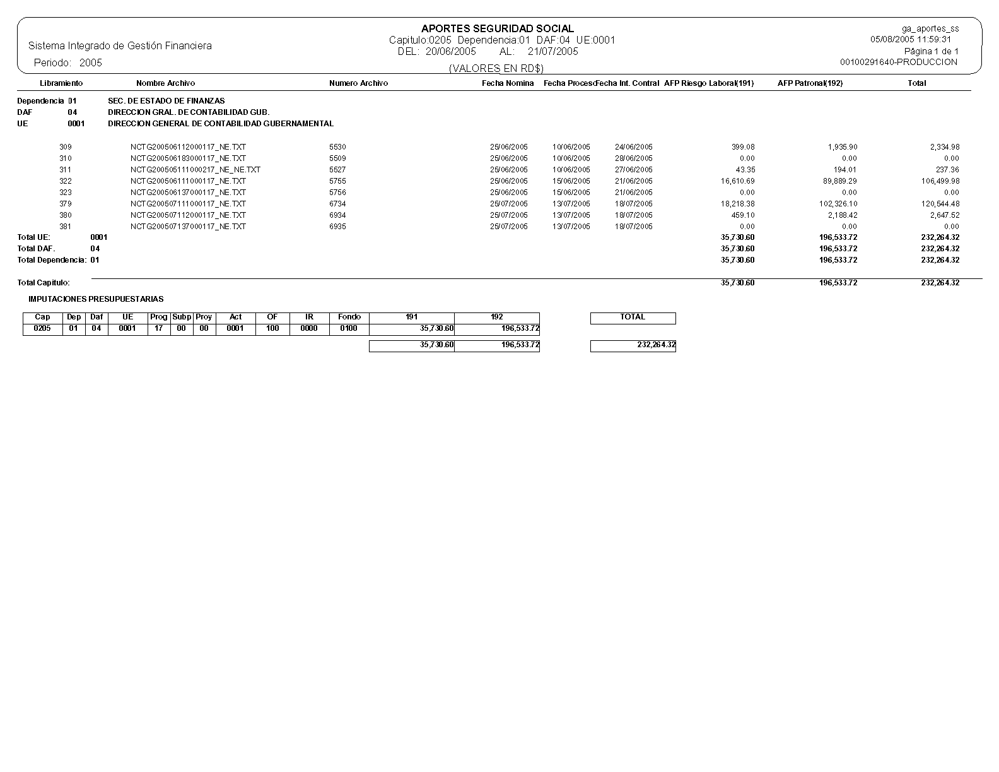 APORTES SEGURIDAD SOCIAL
ga_aportes_ss
Capitulo:0205 Dependencia:01 DAF:04 UE:0001
05/08/2005 11:59:31
Sistema Integrado de Gestión Financiera
DEL: 20/06/2005 AL: 21/07/2005
Página 1 de 1
Periodo: 2005
00100291640-PRODUCCION
(VALORES EN RD$)
Libramiento Nombre Archivo Numero Archivo Fecha Nomina Fecha Proceso Fecha Int. Contral AFP Riesgo Laboral(191) AFP Patronal(192) Total
Dependencia 01 SEC. DE ESTADO DE FINANZAS
DAF 04 DIRECCION GRAL. DE CONTABILIDAD GUB.
UE 0001 DIRECCION GENERAL DE CONTABILIDAD GUBERNAMENTAL
309 NCTG200506112000117_NE.TXT 5530 25/06/2005 10/06/2005 24/06/2005 399.08 1,935.90 2,334.98
310 NCTG200506183000117_NE.TXT 5509 25/06/2005 10/06/2005 28/06/2005 0.00 0.00 0.00
311 NCTG200505111000217_NE_NE.TXT 5527 25/06/2005 10/06/2005 27/06/2005 43.35 194.01 237.36
322 NCTG200506111000117_NE.TXT 5755 25/06/2005 15/06/2005 21/06/2005 16,610.69 89,889.29 106,499.98
323 NCTG200506137000117_NE.TXT 5756 25/06/2005 15/06/2005 21/06/2005 0.00 0.00 0.00
379 NCTG200507111000117_NE.TXT 6734 25/07/2005 13/07/2005 18/07/2005 18,218.38 102,326.10 120,544.48
380 NCTG200507112000117_NE.TXT 6934 25/07/2005 13/07/2005 18/07/2005 459.10 2,188.42 2,647.52
381 NCTG200507137000117_NE.TXT 6935 25/07/2005 13/07/2005 18/07/2005 0.00 0.00 0.00
Total UE: 0001 35,730.60 196,533.72 232,264.32
Total DAF. 04 35,730.60 196,533.72 232,264.32
Total Dependencia: 01 35,730.60 196,533.72 232,264.32
Total Capitulo: 35,730.60 196,533.72 232,264.32
IMPUTACIONES PRESUPUESTARIAS
Cap Dep Daf UE Prog Subp Proy Act OF IR Fondo 191 192 TOTAL
0205 01 04 0001 17 00 00 0001 100 0000 0100 35,730.60 196,533.72
35,730.60 196,533.72 232,264.32